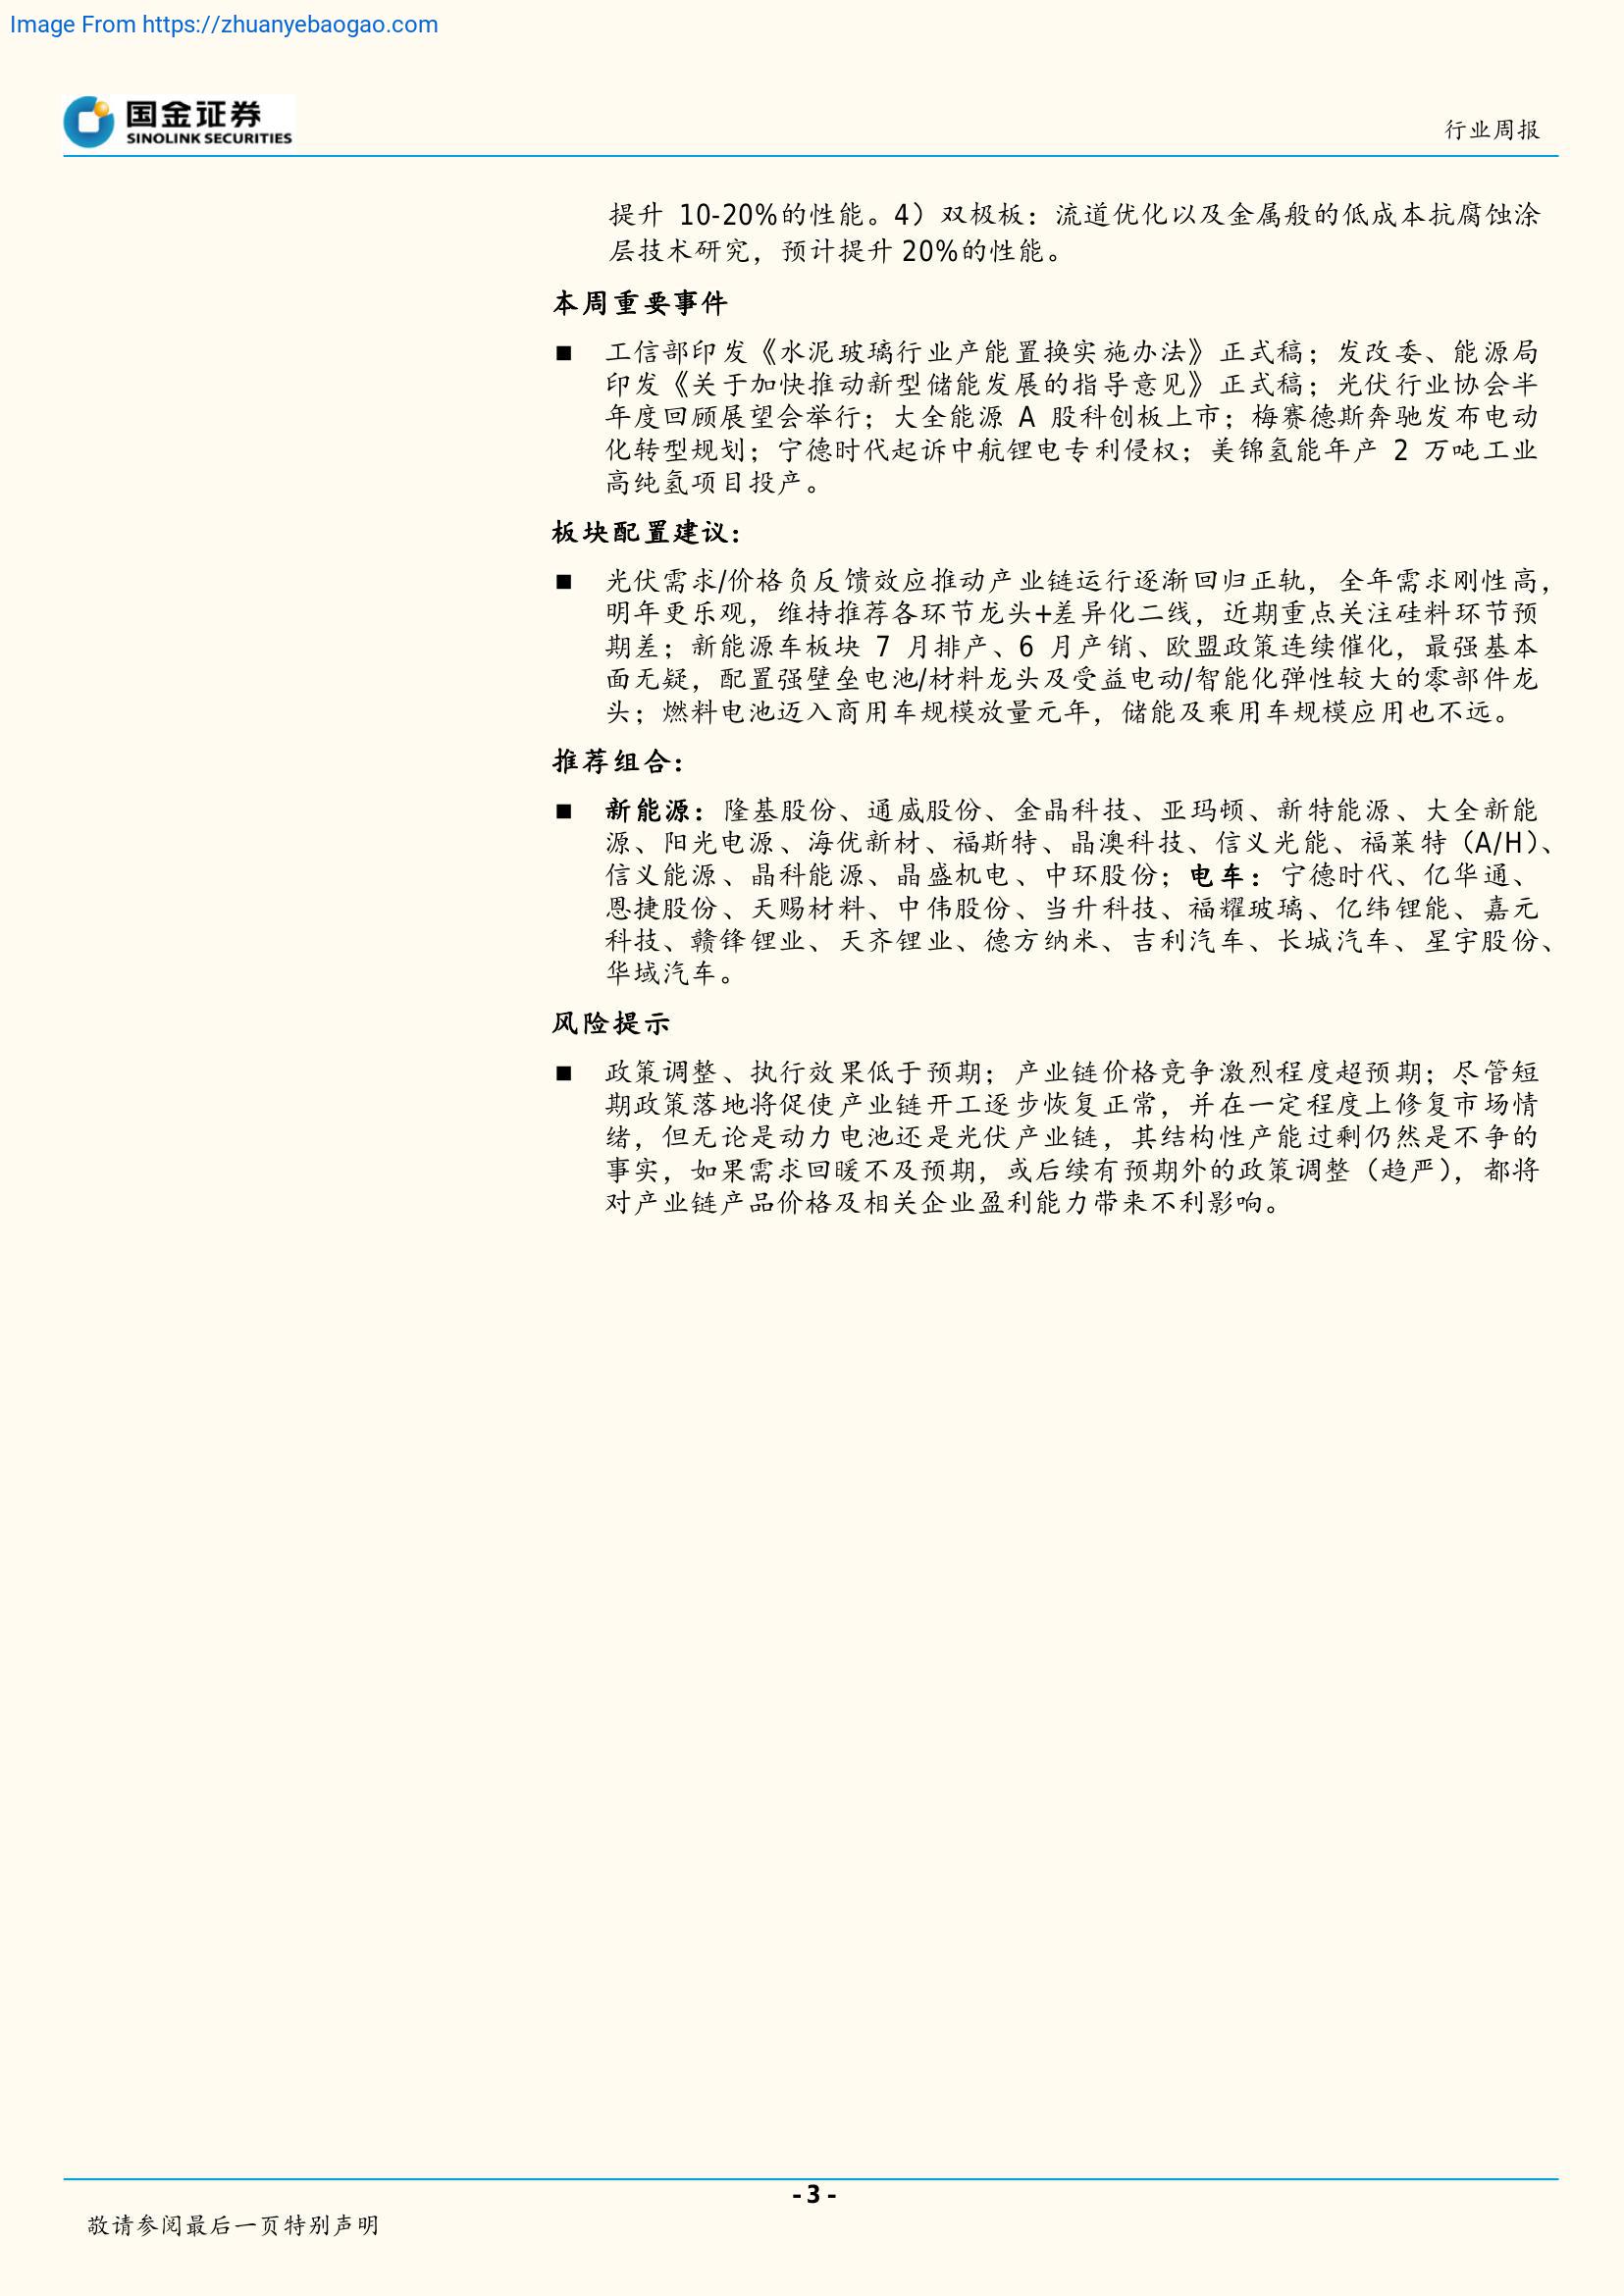 Image From https://zhuanyebaogao.com
国金证券
SINOLINK SECURITIES
行业周报
提升 10-20%的性能。4）双极板：流道优化以及金属般的低成本抗腐蚀涂
层技术研究，预计提升 20%的性能。
本周重要事件
■ 工信部印发《水泥玻璃行业产能置换实施办法》正式稿；发改委、能源局
印发《关于加快推动新型储能发展的指导意见》正式稿；光伏行业协会半
年度回顾展望会举行；大全能源 A 股科创板上市；梅赛德斯奔驰发布电动
化转型规划；宁德时代起诉中航锂电专利侵权；美锦氢能年产 2 万吨工业
高纯氢项目投产。
板块配置建议：
■ 光伏需求/价格负反馈效应推动产业链运行逐渐回归正轨，全年需求刚性高，
明年更乐观，维持推荐各环节龙头+差异化二线，近期重点关注硅料环节预
期差；新能源车板块 7 月排产、6 月产销、欧盟政策连续催化，最强基本
面无疑，配置强壁垒电池/材料龙头及受益电动/智能化弹性较大的零部件龙
头；燃料电池迈入商用车规模放量元年，储能及乘用车规模应用也不远。
推荐组合：
■ 新能源：隆基股份、通威股份、金晶科技、亚玛顿、新特能源、大全新能
源、阳光电源、海优新材、福斯特、晶澳科技、信义光能、福莱特（A/H）、
信义能源、晶科能源、晶盛机电、中环股份；电车：宁德时代、亿华通、
恩捷股份、天赐材料、中伟股份、当升科技、福耀玻璃、亿纬锂能、嘉元
科技、赣锋锂业、天齐锂业、德方纳米、吉利汽车、长城汽车、星宇股份、
华域汽车。
风险提示
■ 政策调整、执行效果低于预期；产业链价格竞争激烈程度超预期；尽管短
期政策落地将促使产业链开工逐步恢复正常，并在一定程度上修复市场情
绪，但无论是动力电池还是光伏产业链，其结构性产能过剩仍然是不争的
事实，如果需求回暖不及预期，或后续有预期外的政策调整（趋严），都将
对产业链产品价格及相关企业盈利能力带来不利影响。
- 3 -
敬请参阅最后一页特别声明